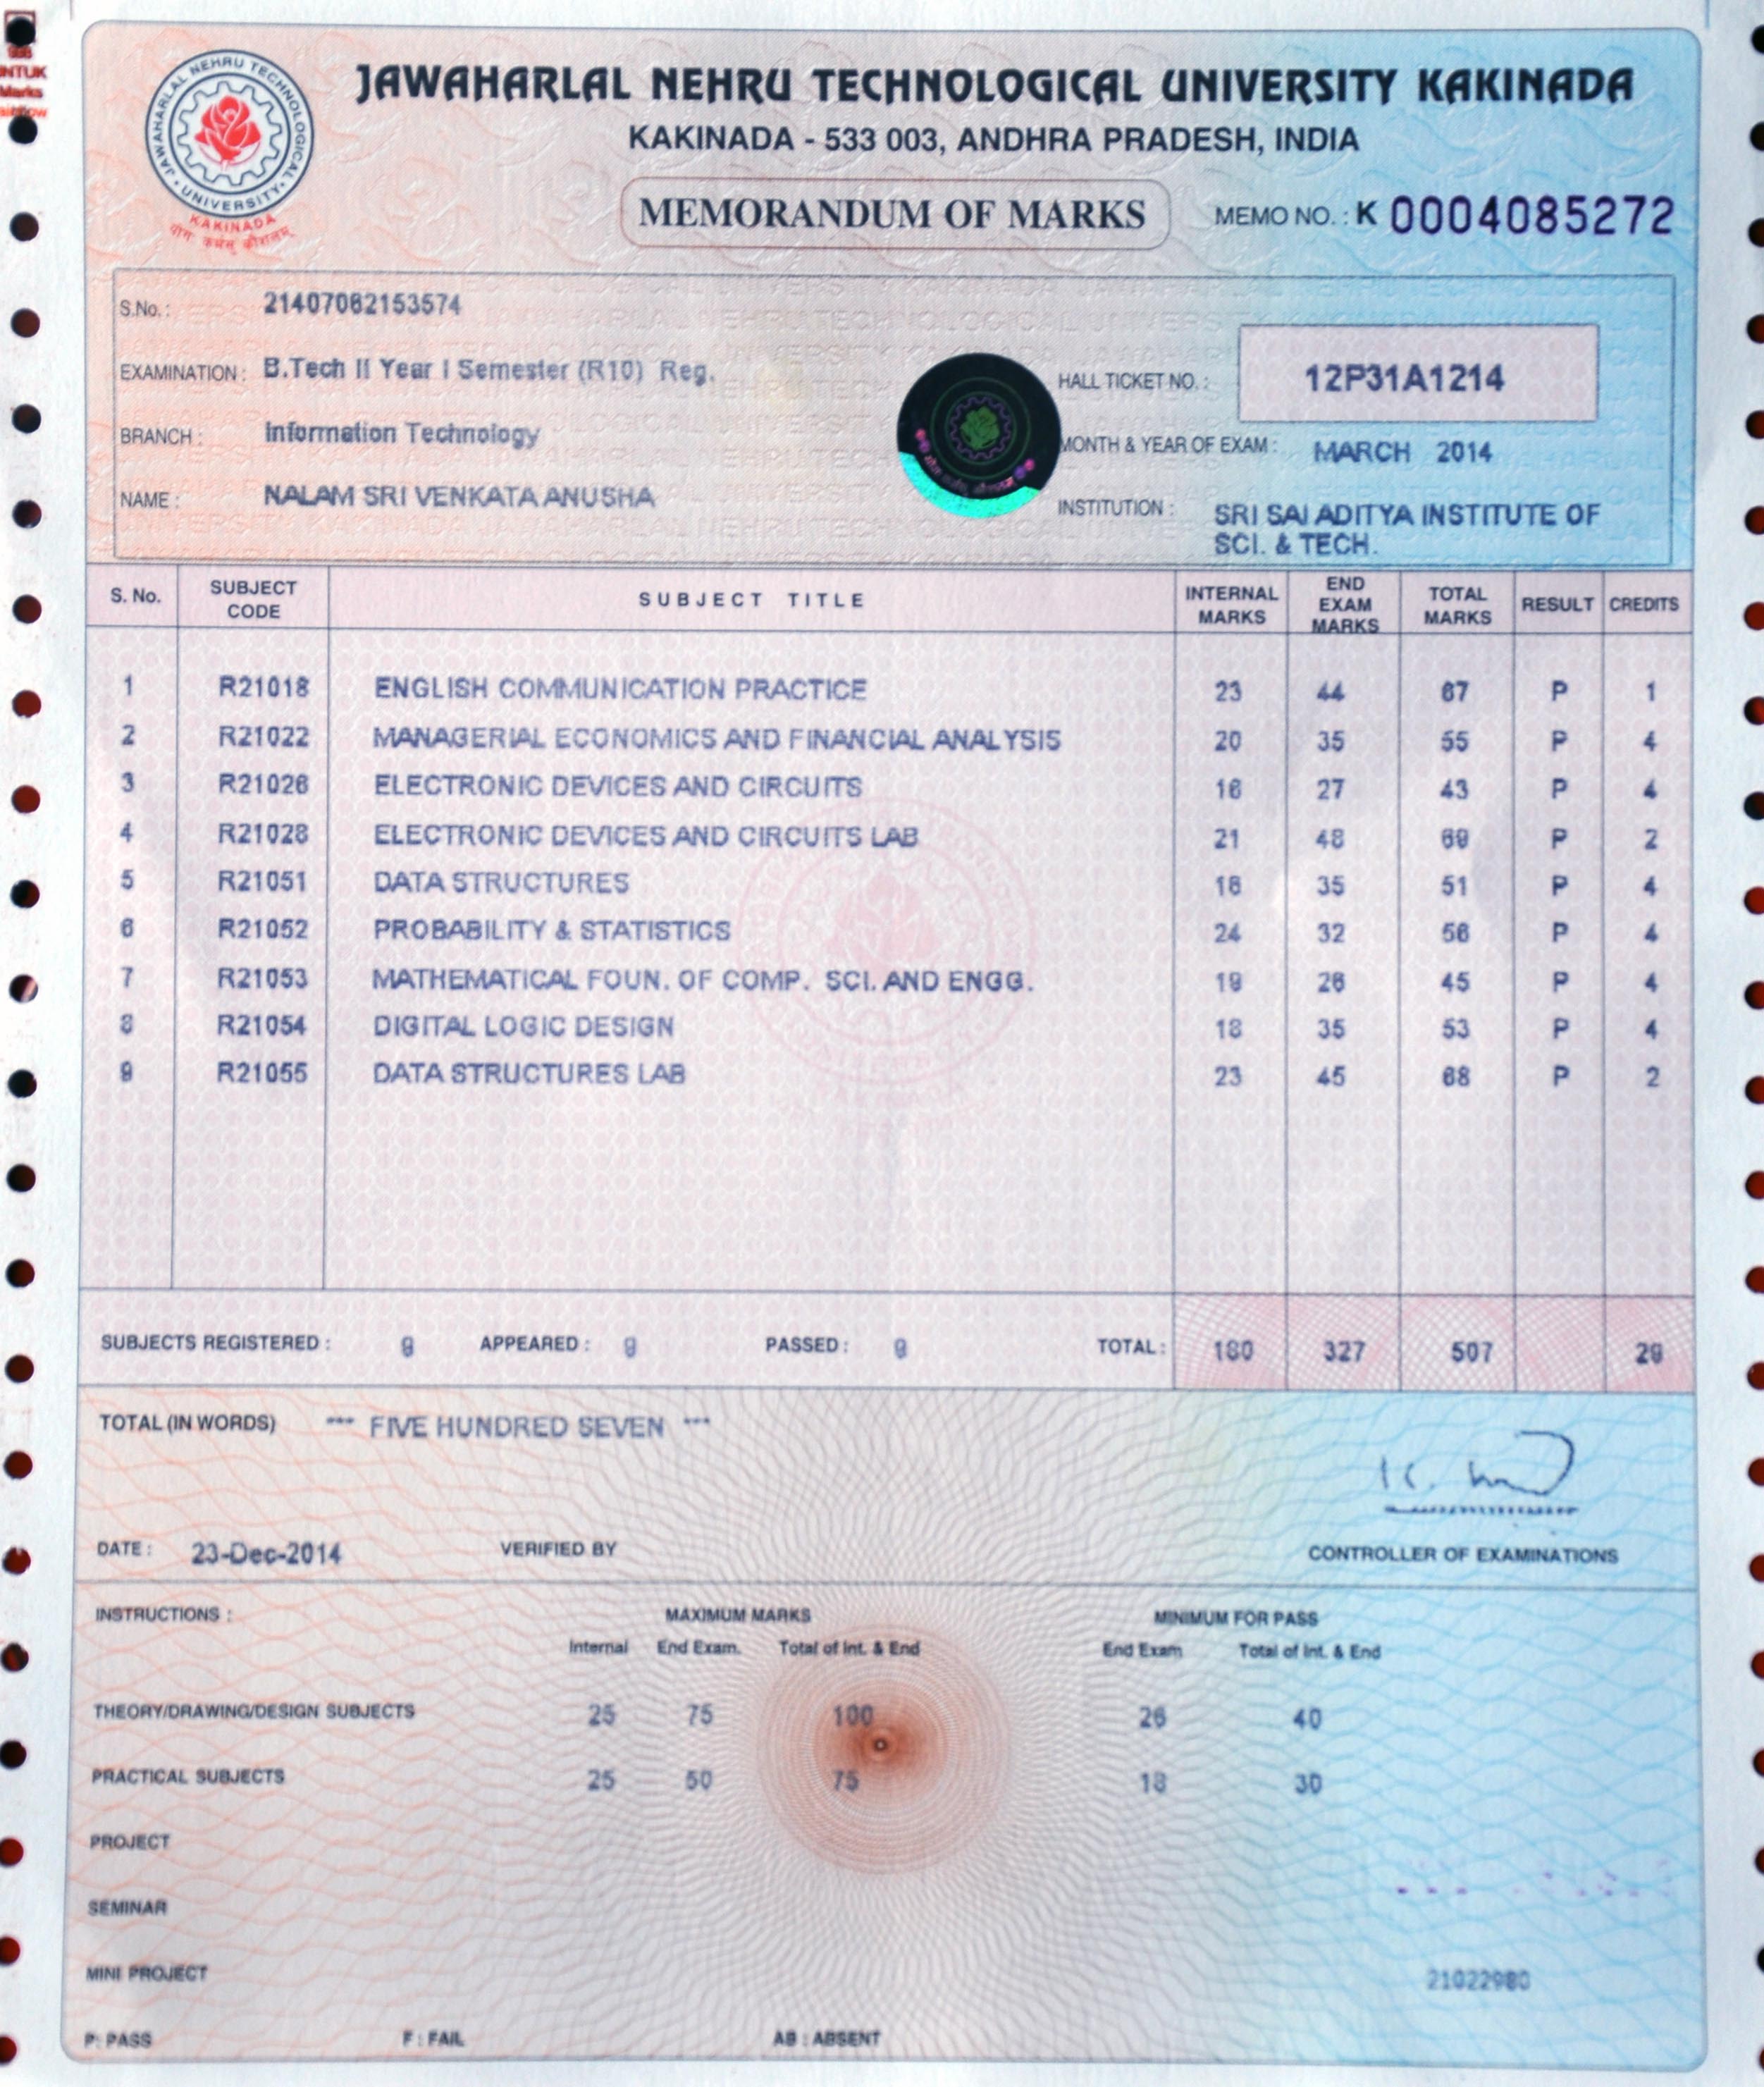 JAWAHARLAL NEHRU TECHNOLOGICAL UNIVERSITY KAKINADA
KAKINADA - 533 003, ANDHRA PRADESH, INDIA
JAWAHARLAL NEHRU TECHNOLOGICAL UNIVERSITY
KAKINADA
MEMORANDUM OF MARKS
MEMO NO. : K 0004085272
S.No. : 21407062153574
EXAMINATION : B.Tech II Year I Semester (R10) Reg.
HALL TICKET NO. : 12P31A1214
BRANCH : Information Technology
MONTH & YEAR OF EXAM : MARCH 2014
NAME : NALAM SRI VENKATA ANUSHA
INSTITUTION : SRI SAI ADITYA INSTITUTE OF
SCI. & TECH.
S. No. SUBJECT CODE SUBJECT TITLE INTERNAL MARKS END EXAM MARKS TOTAL MARKS RESULT CREDITS
1 R21018 ENGLISH COMMUNICATION PRACTICE 23 44 67 P 1
2 R21022 MANAGERIAL ECONOMICS AND FINANCIAL ANALYSIS 20 35 55 P 4
3 R21026 ELECTRONIC DEVICES AND CIRCUITS 16 27 43 P 4
4 R21028 ELECTRONIC DEVICES AND CIRCUITS LAB 21 48 69 P 2
5 R21051 DATA STRUCTURES 16 35 51 P 4
6 R21052 PROBABILITY & STATISTICS 24 32 56 P 4
7 R21053 MATHEMATICAL FOUN. OF COMP. SCI. AND ENGG. 19 26 45 P 4
8 R21054 DIGITAL LOGIC DESIGN 18 35 53 P 4
9 R21055 DATA STRUCTURES LAB 23 45 68 P 2
SUBJECTS REGISTERED : 9 APPEARED : 9 PASSED : 9 TOTAL : 180 327 507 29
TOTAL (IN WORDS) *** FIVE HUNDRED SEVEN ***
DATE : 23-Dec-2014 VERIFIED BY CONTROLLER OF EXAMINATIONS
INSTRUCTIONS : MAXIMUM MARKS MINIMUM FOR PASS
Internal End Exam. Total of Int. & End End Exam Total of Int. & End
THEORY/DRAWING/DESIGN SUBJECTS 25 75 100 26 40
PRACTICAL SUBJECTS 25 50 75 18 30
PROJECT
SEMINAR
MINI PROJECT
21022980
P: PASS F : FAIL AB : ABSENT